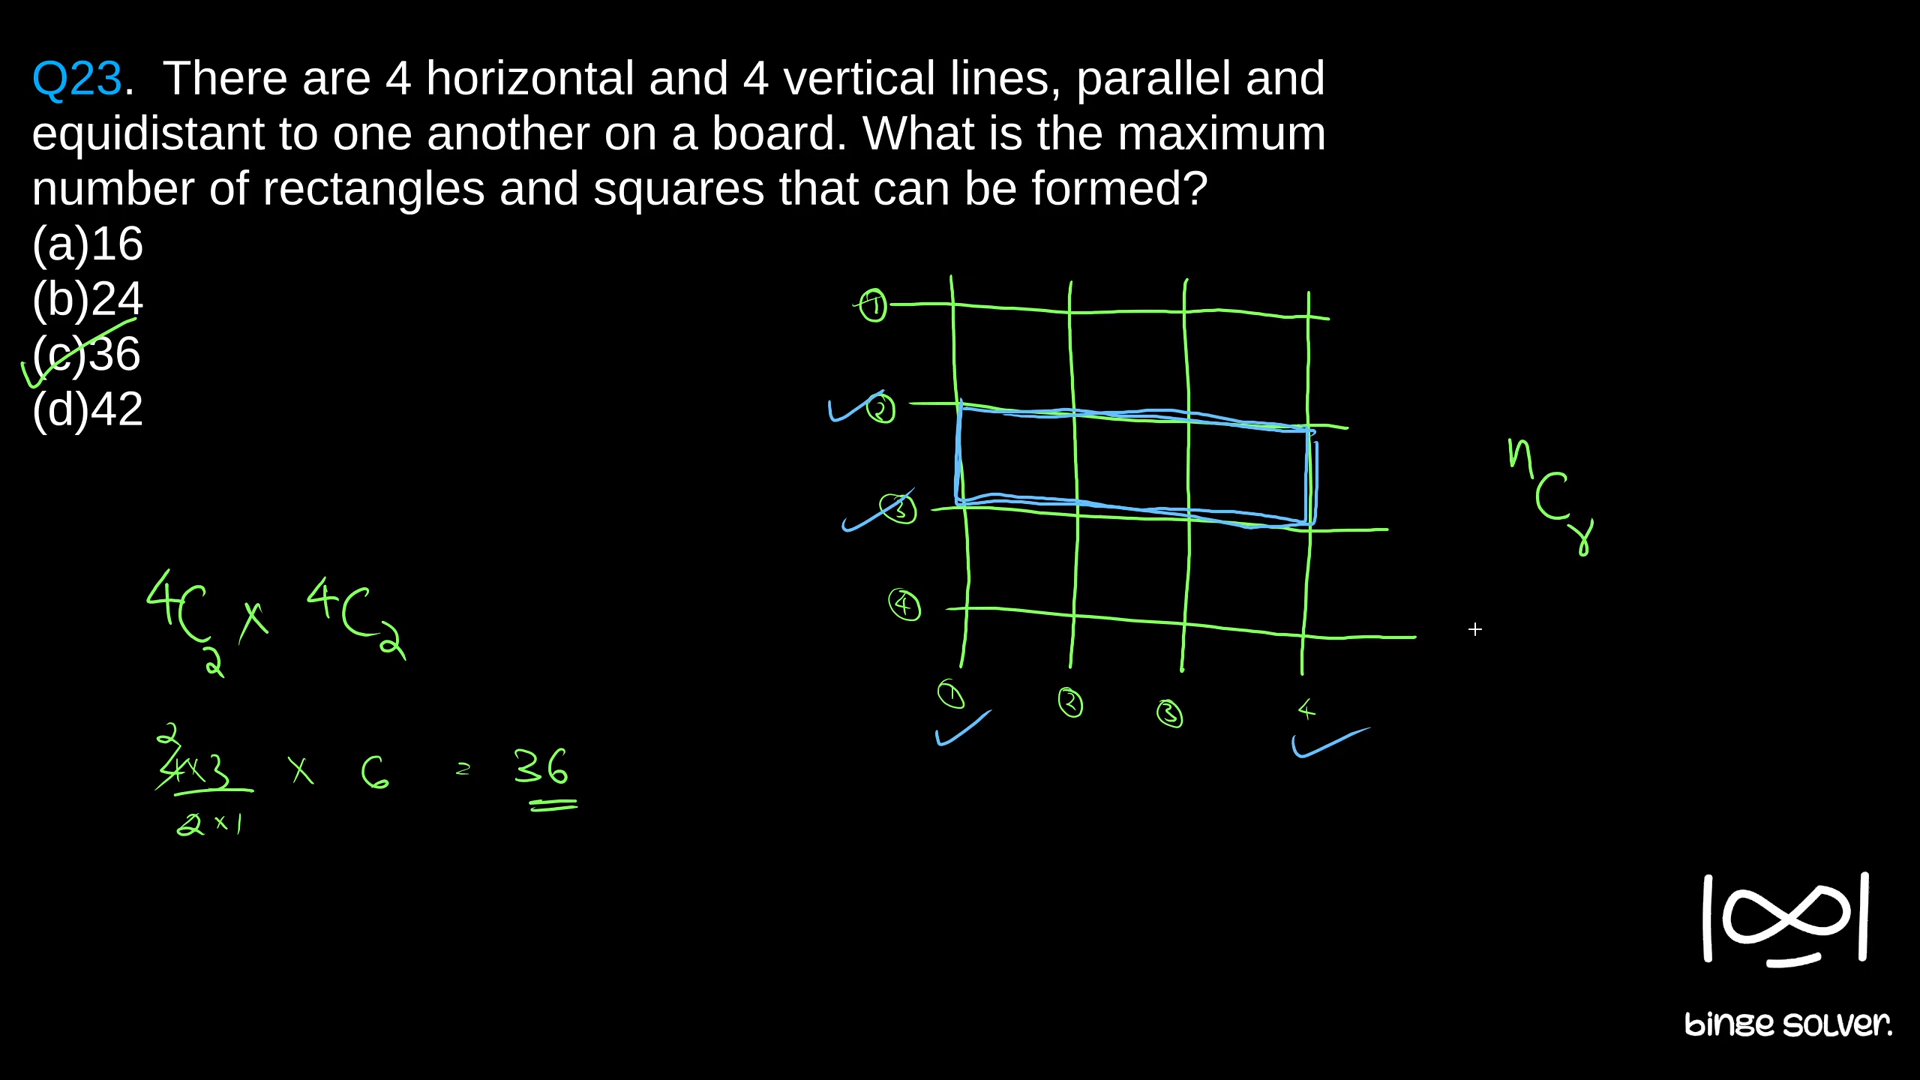 Q23. There are 4 horizontal and 4 vertical lines, parallel and
equidistant to one another on a board. What is the maximum
number of rectangles and squares that can be formed?
(a)16
(b)24
(c)36
(d)42
1
2
3
4
1 2 3 4
nCr
4C2 x 4C2
2
4x3 x 6 = 36
2x1
binge solver.